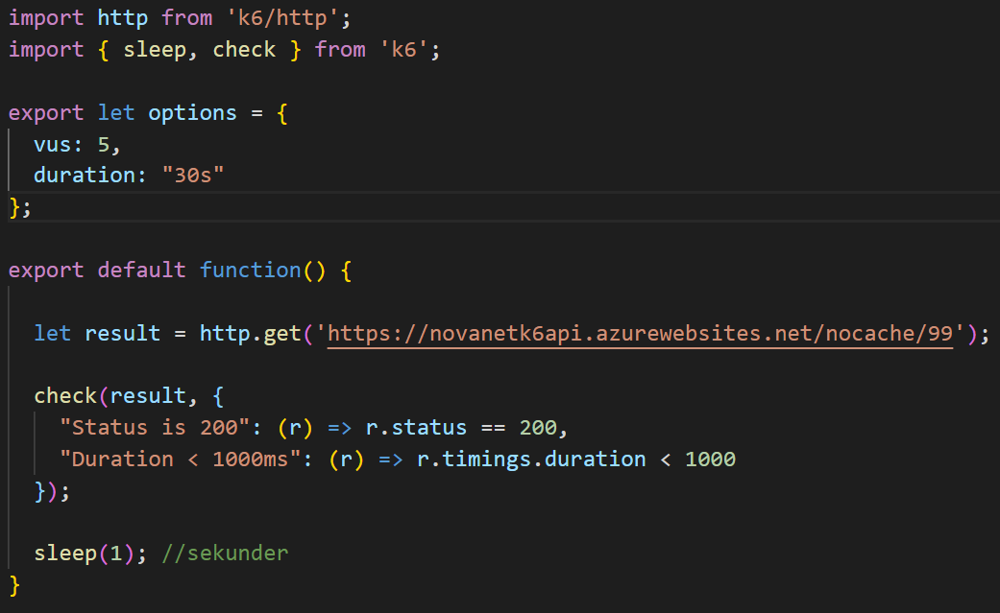 import http from 'k6/http';
import { sleep, check } from 'k6';
export let options = {
vus: 5,
duration: "30s"
};
export default function() {
let result = http.get('https://novanetk6api.azurewebsites.net/nocache/99');
check(result, {
"Status is 200": (r) => r.status == 200,
"Duration < 1000ms": (r) => r.timings.duration < 1000
});
sleep(1); //sekunder
}